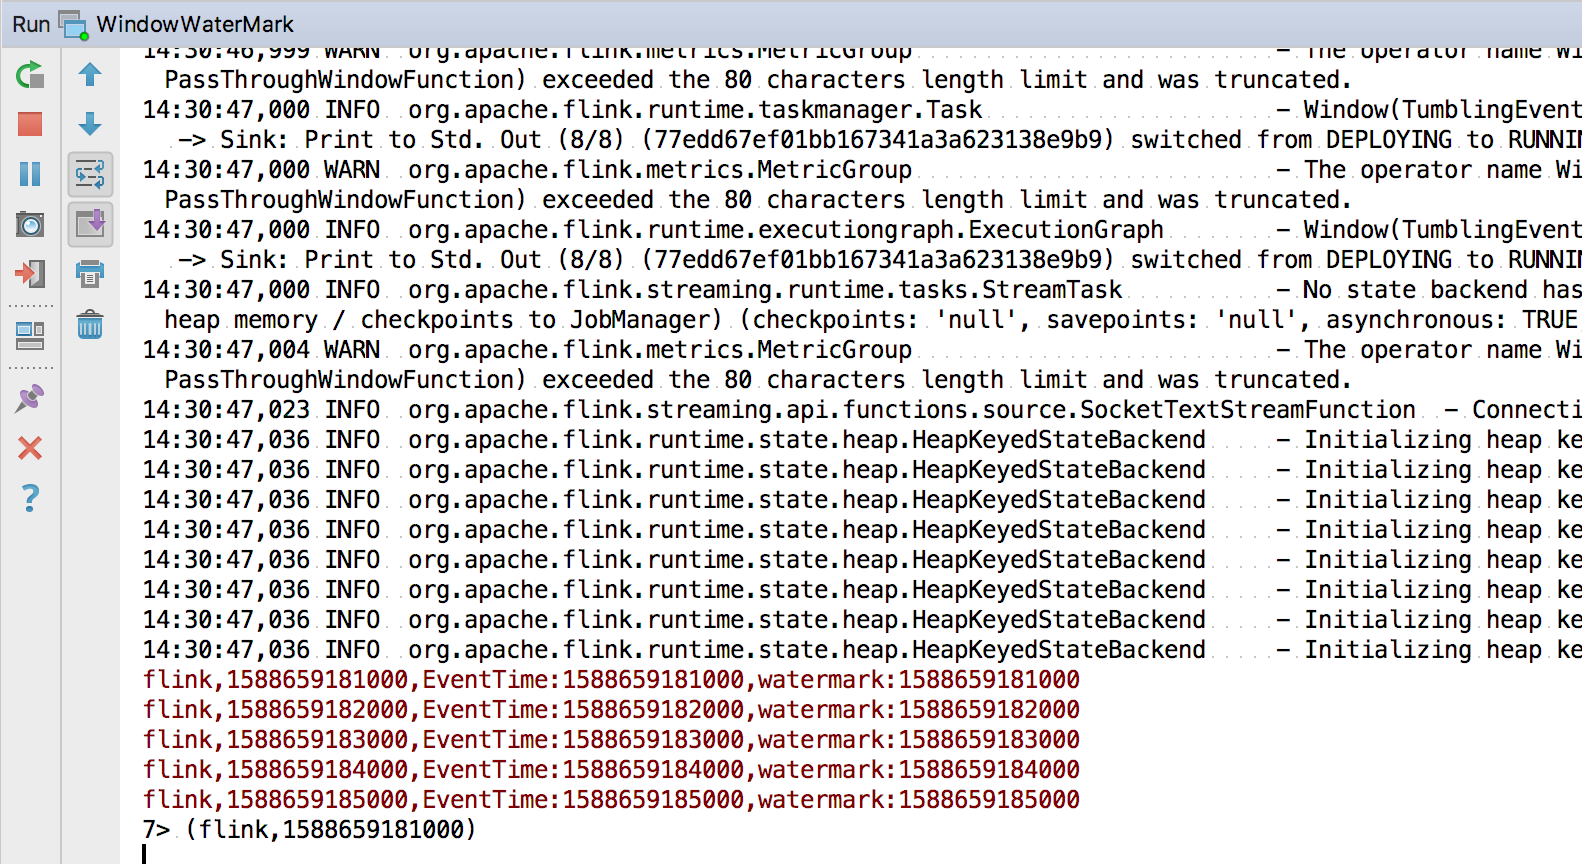 Run WindowWaterMark
14:30:46,999 WARN org.apache.flink.metrics.MetricGroup - The operator name Wi
PassThroughWindowFunction) exceeded the 80 characters length limit and was truncated.
14:30:47,000 INFO org.apache.flink.runtime.taskmanager.Task - Window(TumblingEvent
-> Sink: Print to Std. Out (8/8) (77edd67ef01bb167341a3a623138e9b9) switched from DEPLOYING to RUNNIN
14:30:47,000 WARN org.apache.flink.metrics.MetricGroup - The operator name Wi
PassThroughWindowFunction) exceeded the 80 characters length limit and was truncated.
14:30:47,000 INFO org.apache.flink.runtime.executiongraph.ExecutionGraph - Window(TumblingEvent
-> Sink: Print to Std. Out (8/8) (77edd67ef01bb167341a3a623138e9b9) switched from DEPLOYING to RUNNIN
14:30:47,000 INFO org.apache.flink.streaming.runtime.tasks.StreamTask - No state backend has
heap memory / checkpoints to JobManager) (checkpoints: 'null', savepoints: 'null', asynchronous: TRUE
14:30:47,004 WARN org.apache.flink.metrics.MetricGroup - The operator name Wi
PassThroughWindowFunction) exceeded the 80 characters length limit and was truncated.
14:30:47,023 INFO org.apache.flink.streaming.api.functions.source.SocketTextStreamFunction - Connecti
14:30:47,036 INFO org.apache.flink.runtime.state.heap.HeapKeyedStateBackend - Initializing heap ke
14:30:47,036 INFO org.apache.flink.runtime.state.heap.HeapKeyedStateBackend - Initializing heap ke
14:30:47,036 INFO org.apache.flink.runtime.state.heap.HeapKeyedStateBackend - Initializing heap ke
14:30:47,036 INFO org.apache.flink.runtime.state.heap.HeapKeyedStateBackend - Initializing heap ke
14:30:47,036 INFO org.apache.flink.runtime.state.heap.HeapKeyedStateBackend - Initializing heap ke
14:30:47,036 INFO org.apache.flink.runtime.state.heap.HeapKeyedStateBackend - Initializing heap ke
14:30:47,036 INFO org.apache.flink.runtime.state.heap.HeapKeyedStateBackend - Initializing heap ke
14:30:47,036 INFO org.apache.flink.runtime.state.heap.HeapKeyedStateBackend - Initializing heap ke
flink,1588659181000,EventTime:1588659181000,watermark:1588659181000
flink,1588659182000,EventTime:1588659182000,watermark:1588659182000
flink,1588659183000,EventTime:1588659183000,watermark:1588659183000
flink,1588659184000,EventTime:1588659184000,watermark:1588659184000
flink,1588659185000,EventTime:1588659185000,watermark:1588659185000
7> (flink,1588659181000)